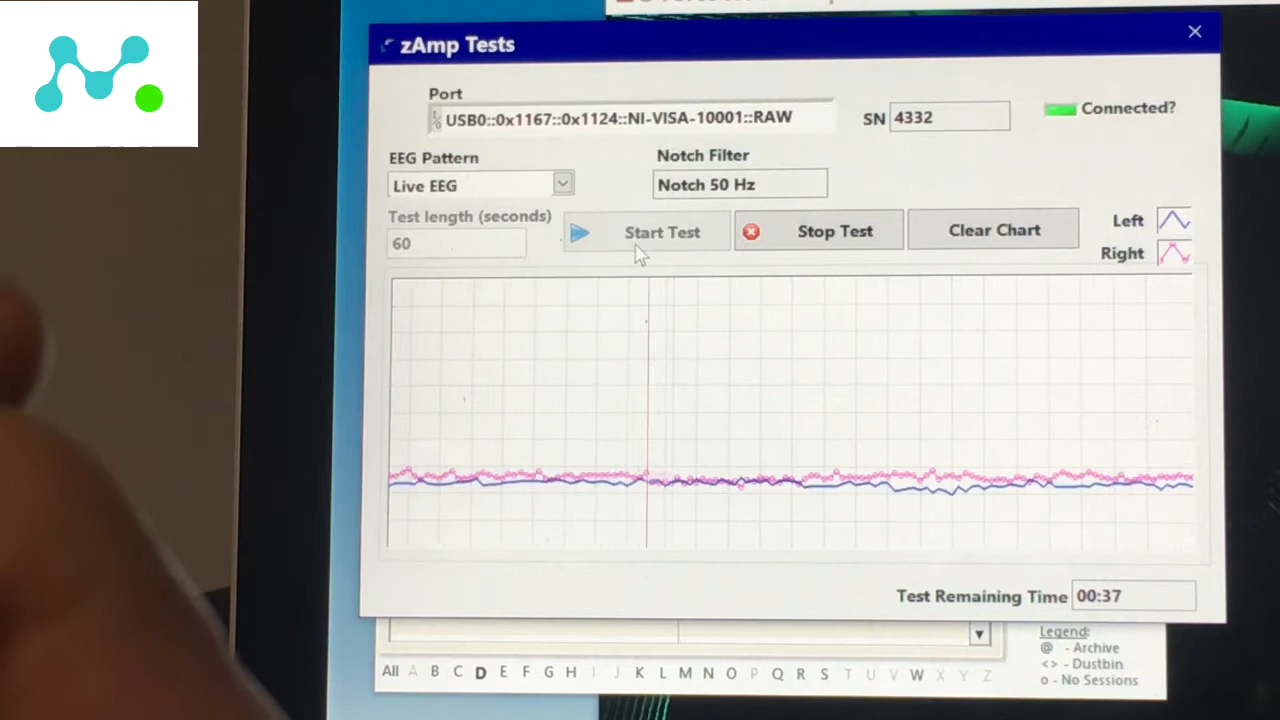 zAmp Tests
Port
USB0::0x1167::0x1124::NI-VISA-10001::RAW
SN 4332
Connected?
EEG Pattern
Live EEG
Notch Filter
Notch 50 Hz
Test length (seconds)
60
Start Test
Stop Test
Clear Chart
Left
Right
Test Remaining Time 00:37
All A B C D E F G H I J K L M N O P Q R S T U V W X Y Z
Legend:
@ - Archive
<> - Dustbin
o - No Sessions